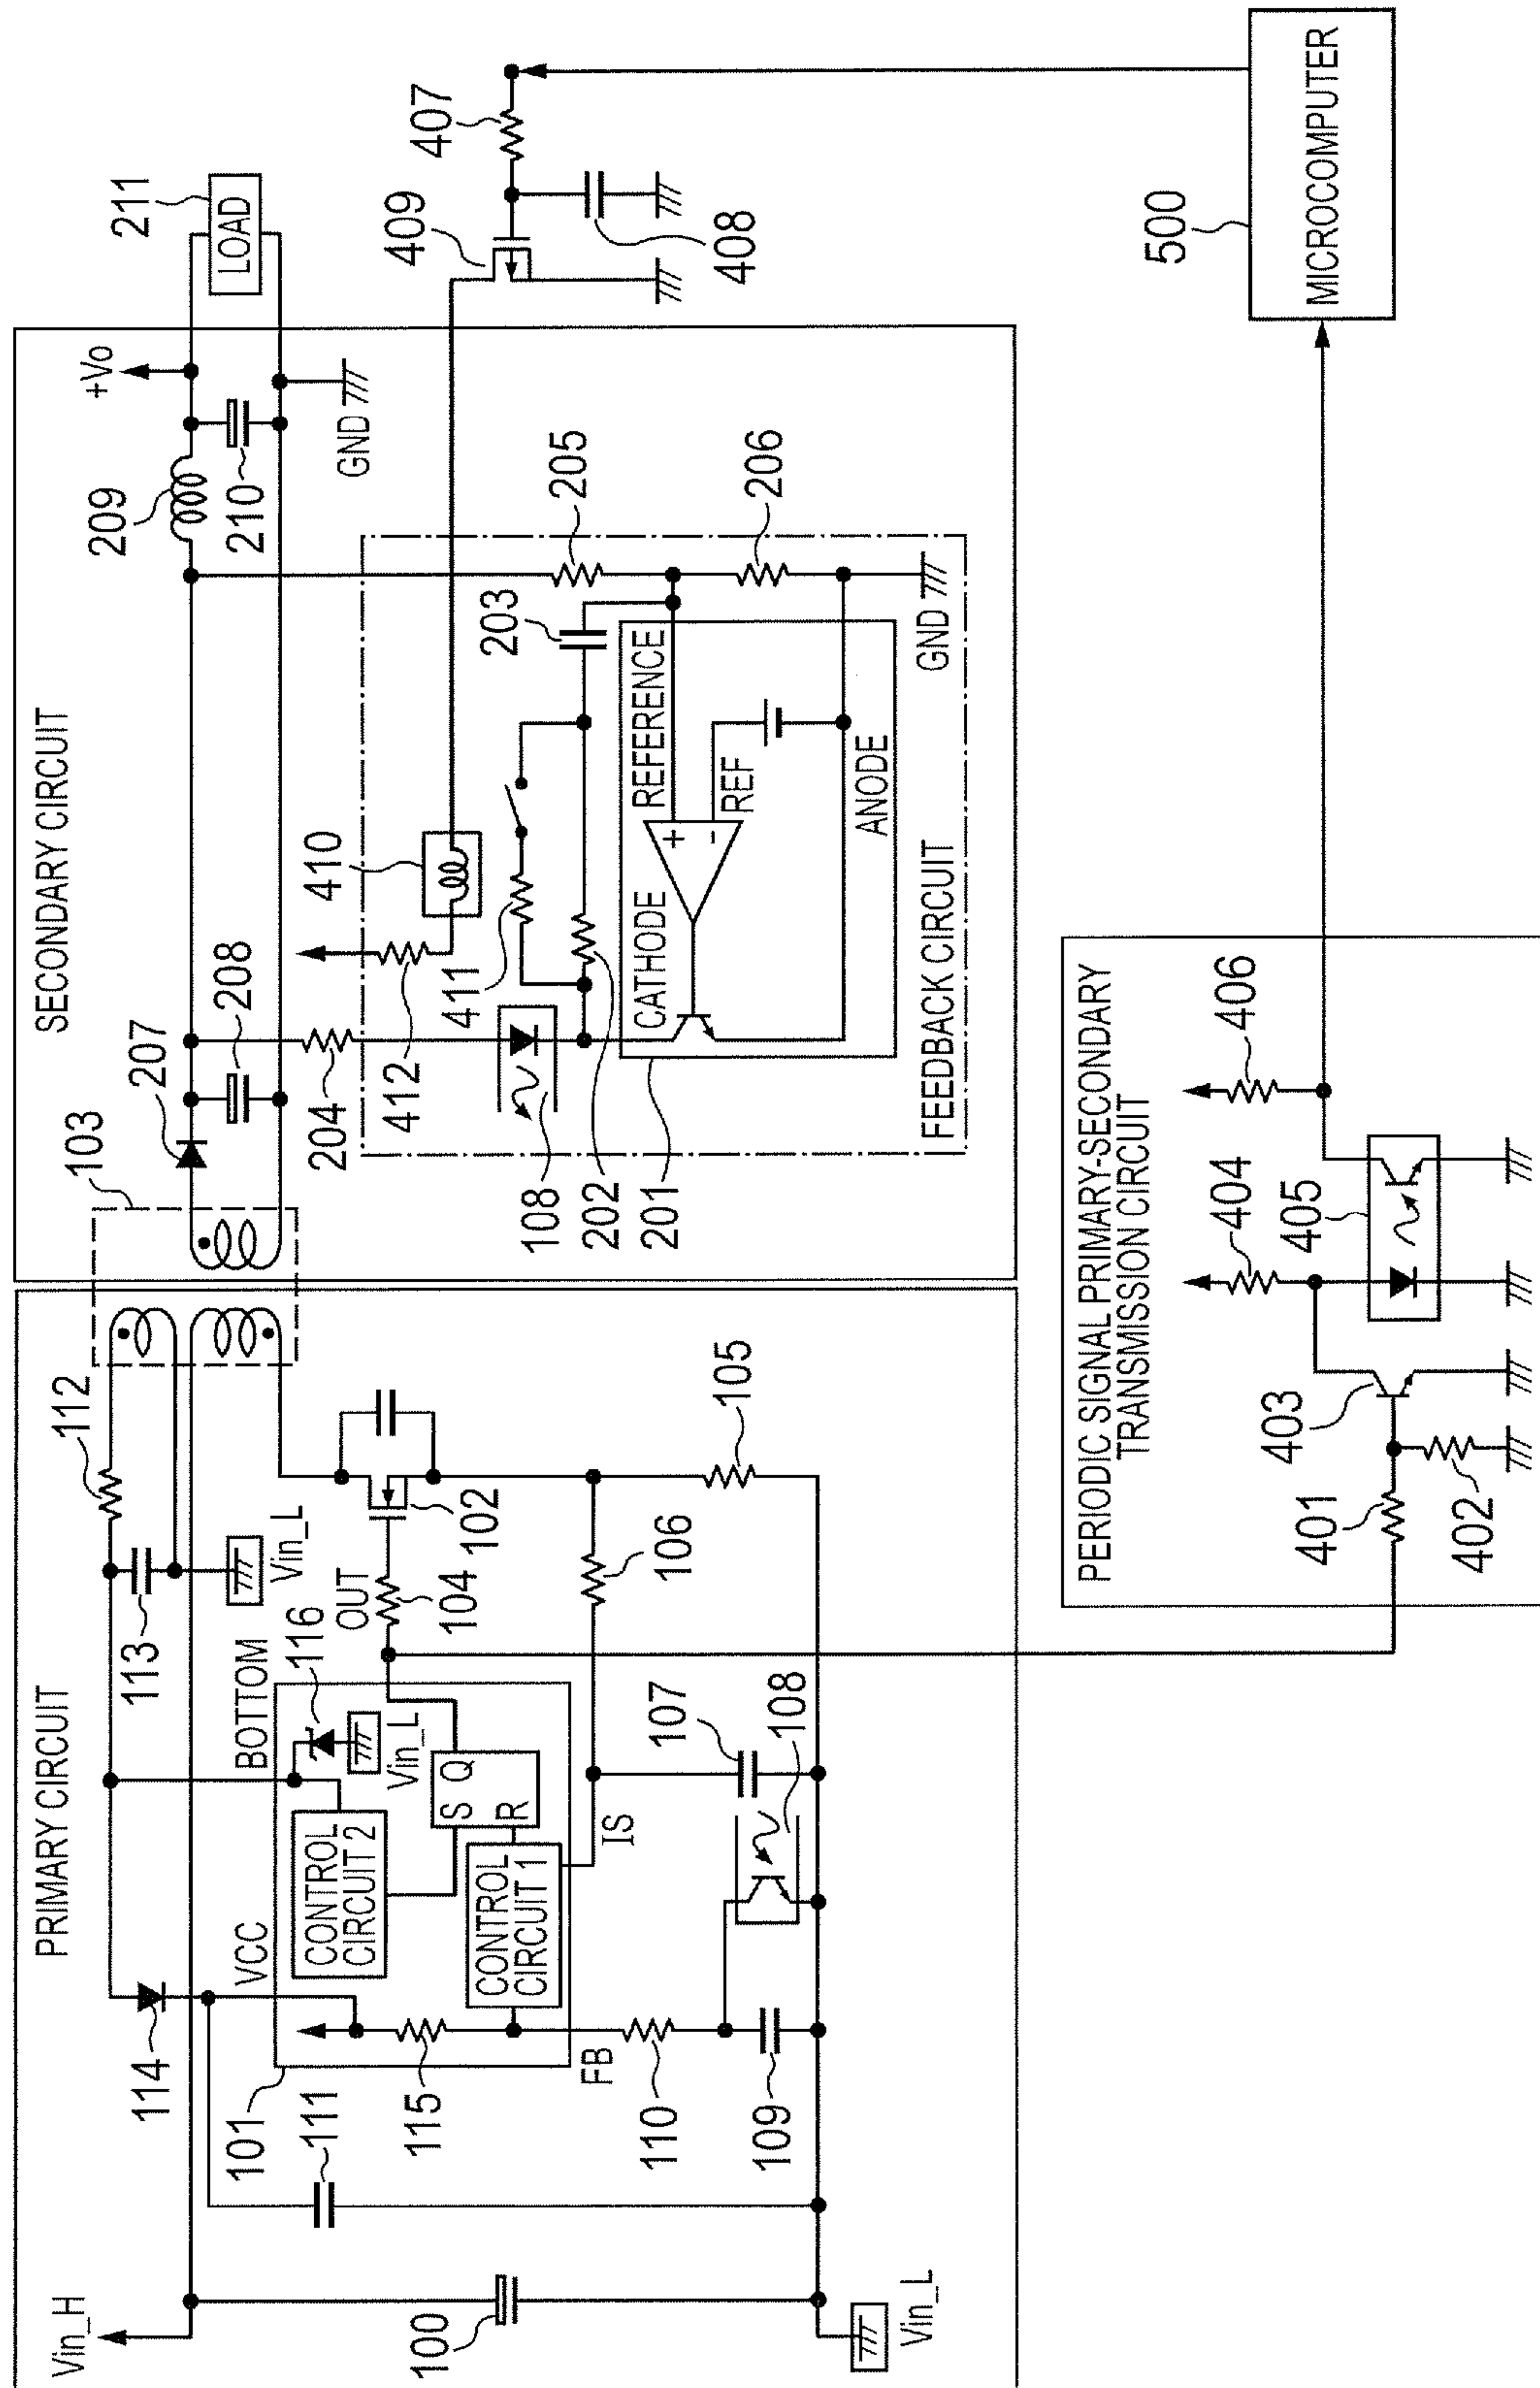 PRIMARY CIRCUIT
Vin_H
100
Vin_L
111
101
114
VCC
115
CONTROL
CIRCUIT 2
CONTROL
CIRCUIT 1
S Q
R
BOTTOM
116
Vin_L
113
Vin_L
112
OUT
104
102
106
105
IS
FB
110
109
107
108
103
SECONDARY CIRCUIT
207
208
204
209
210
+Vo
GND
211
LOAD
412
410
411
108
202
201
203
205
206
CATHODE
REFERENCE
+
-
REF
ANODE
GND
FEEDBACK CIRCUIT
409
407
408
PERIODIC SIGNAL PRIMARY-SECONDARY
TRANSMISSION CIRCUIT
401
402
403
404
405
406
500
MICROCOMPUTER